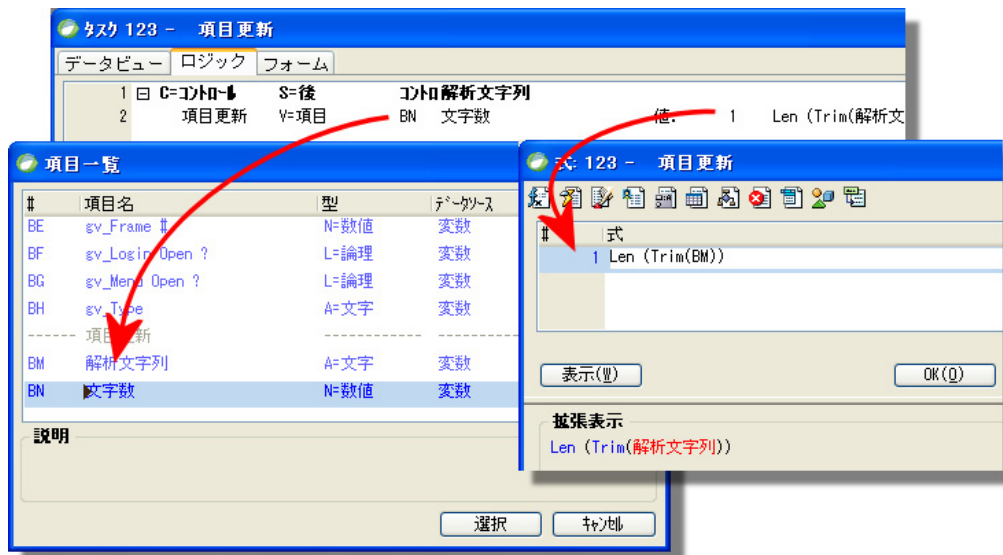 タスク 123 - 項目更新
データビュー ロジック フォーム
1 C=コントロール S=後 コントロ 解析文字列
2 項目更新 V=項目 BN 文字数 値: 1 Len (Trim(解析文
項目一覧
# 項目名 型 データソース
BE gv_Frame # N=数値 変数
BF gv_Login Open ? L=論理 変数
BG gv_Menu Open ? L=論理 変数
BH gv_Type A=文字 変数
------ 項目更新 ------------ ------------
BM 解析文字列 A=文字 変数
BN 文字数 N=数値 変数
説明
選択 キャンセル
式: 123 - 項目更新
# 式
1 Len (Trim(BM))
表示(W) OK(O)
拡張表示
Len (Trim(解析文字列))